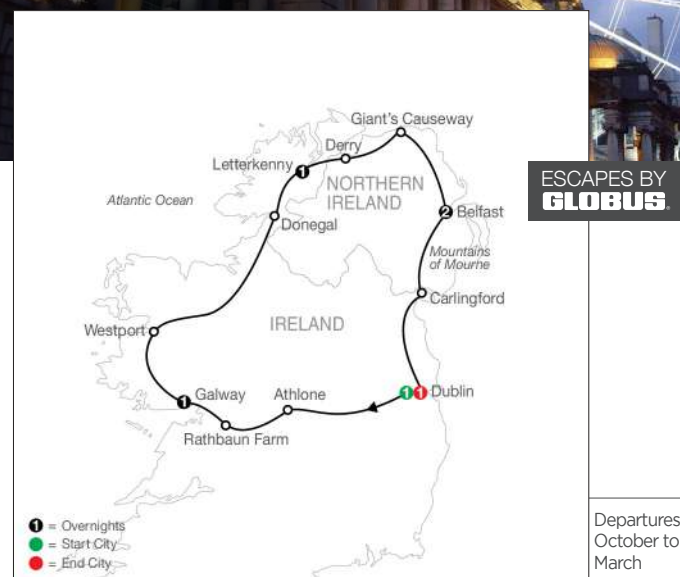 Giant's Causeway
Derry
Letterkenny
1
NORTHERN
IRELAND
Atlantic Ocean
Donegal
2
Belfast
Mountains
of Mourne
Carlingford
Westport
IRELAND
1
Galway
Athlone
1
1
Dublin
Rathbaun Farm
1 = Overnights
= Start City
= End City
ESCAPES BY
GLOBUS.
Departures
October to
March